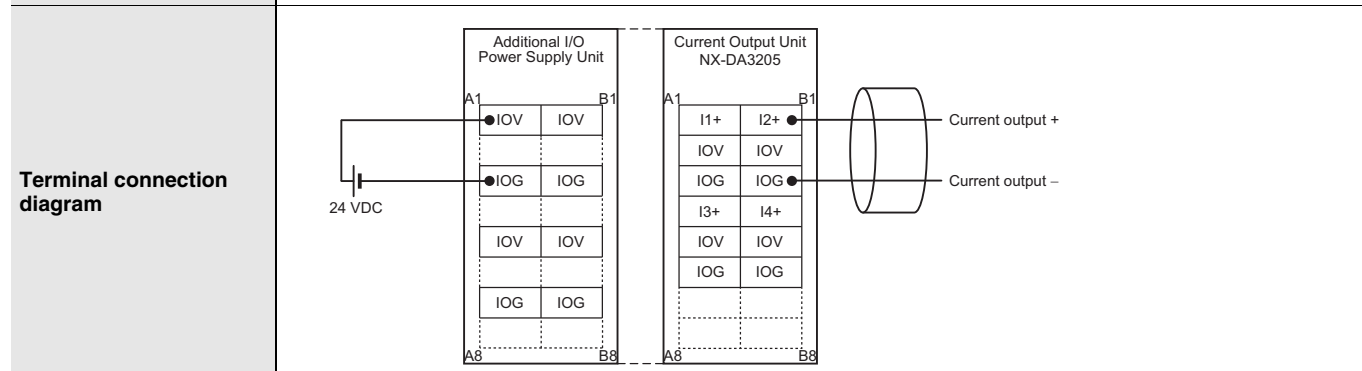 Terminal connection
diagram
24 VDC
Additional I/O
Power Supply Unit
A1 B1
IOV IOV
IOG IOG
IOV IOV
IOG IOG
A8 B8
Current Output Unit
NX-DA3205
A1 B1
I1+ I2+
IOV IOV
IOG IOG
I3+ I4+
IOV IOV
IOG IOG
A8 B8
Current output +
Current output –